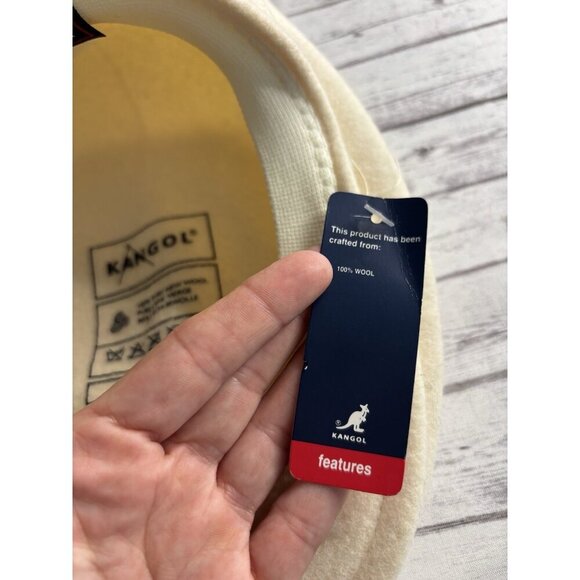 This product has been
crafted from:
100% WOOL
®
KANGOL
features
KANGOL®